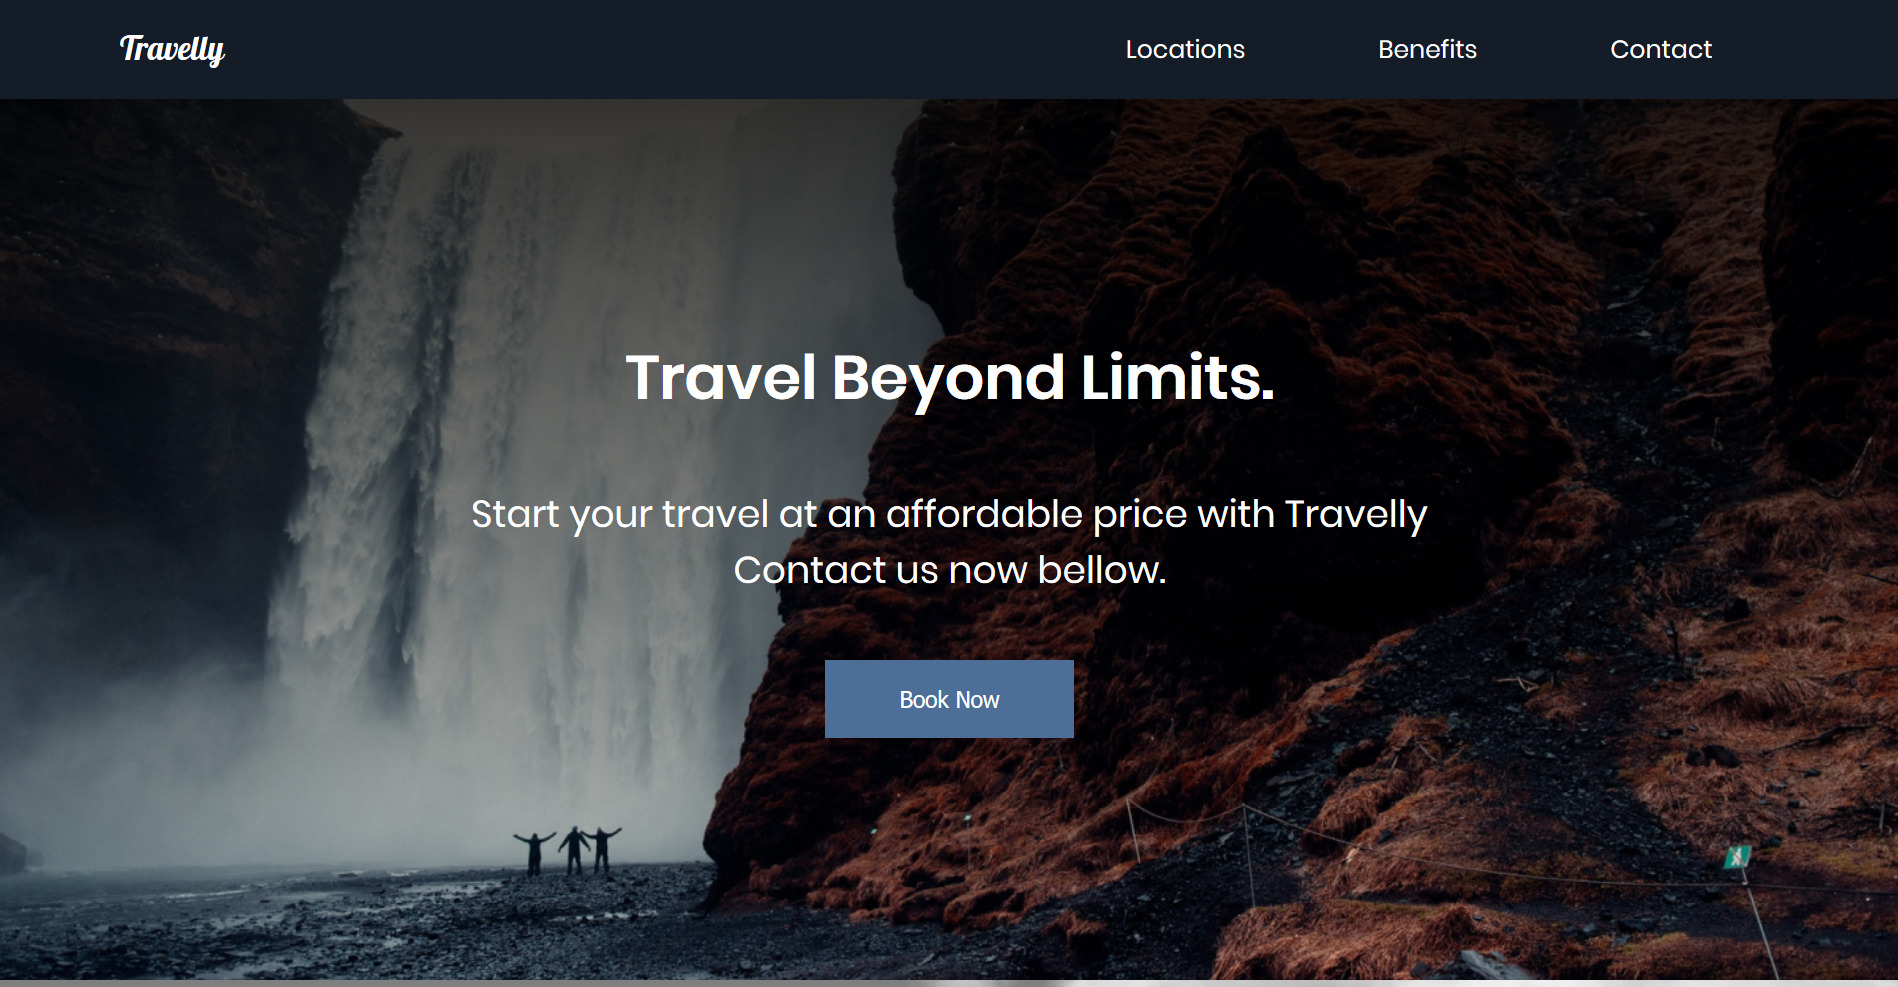 Travelly
Locations
Benefits
Contact
Travel Beyond Limits.
Start your travel at an affordable price with Travelly
Contact us now bellow.
Book Now